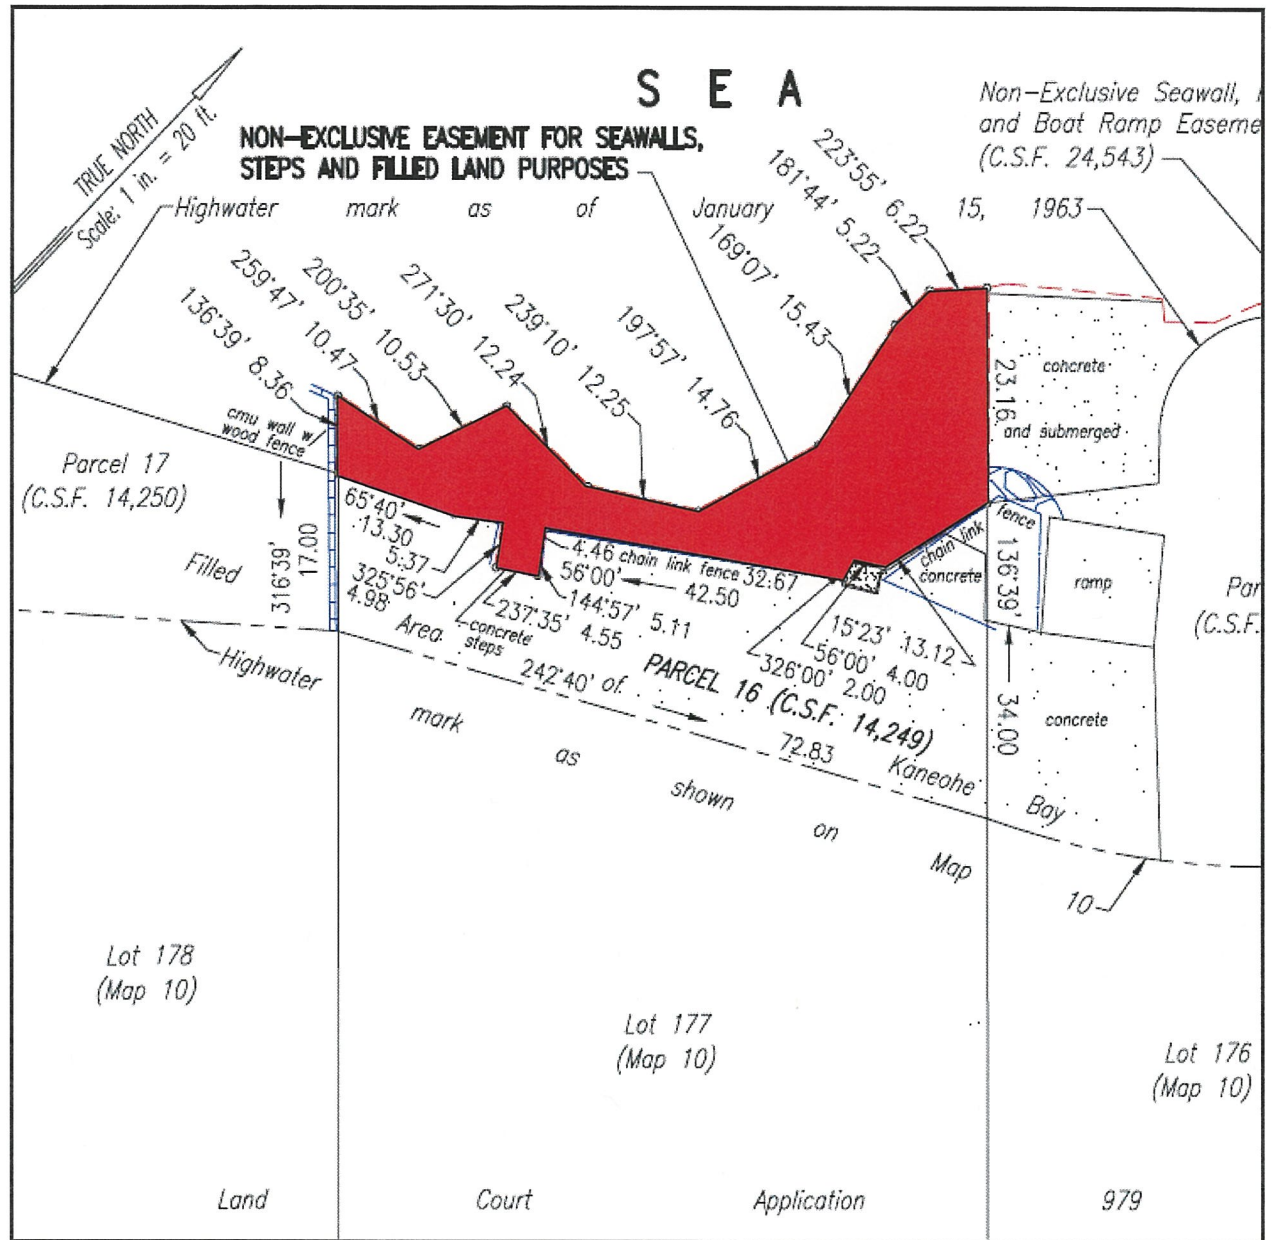 S E A
TRUE NORTH
Scale: 1 in. = 20 ft.
NON-EXCLUSIVE EASEMENT FOR SEAWALLS,
STEPS AND FILLED LAND PURPOSES
Non-Exclusive Seawall,
and Boat Ramp Easeme
(C.S.F. 24,543)
Highwater mark as of January 15, 1963
136°39' 8.36
259°47' 10.47
200°35' 10.53
271°30' 12.24
239°10' 12.25
197°57' 14.76
169°07' 15.43
181°44' 5.22
223°55' 6.22
23.16
concrete
and submerged
cmu wall w/
wood fence
Parcel 17
(C.S.F. 14,250)
316°39'
17.00
65°40'
13.30
5.37
325°56'
4.98
4.46
chain link fence
32.67
56°00'
42.50
144°57' 5.11
237°35' 4.55
concrete
steps
15°23' 13.12
56°00' 4.00
326°00' 2.00
chain link
fence
concrete
136°39'
34.00
ramp
concrete
Par
(C.S.F.
Filled Area of Kaneohe Bay
242°40'
72.83
PARCEL 16 (C.S.F. 14,249)
Highwater mark as shown on Map 10
Lot 178
(Map 10)
Lot 177
(Map 10)
Lot 176
(Map 10)
Land Court Application 979